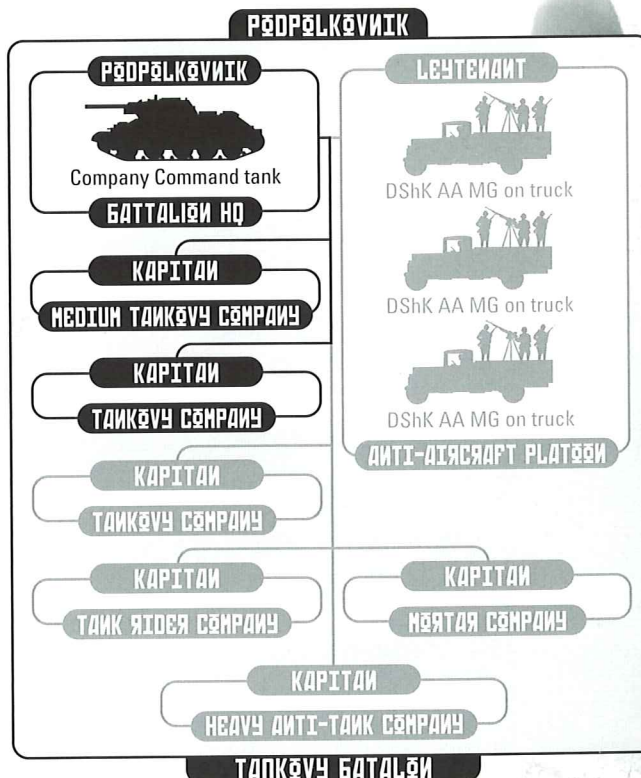 PODPOLKOVNIK
PODPOLKOVNIK
Company Command tank
BATTALION HQ
KAPITAN
MEDIUM TANKOVY COMPANY
KAPITAN
TANKOVY COMPANY
KAPITAN
TANKOVY COMPANY
LEYTENANT
DShK AA MG on truck
DShK AA MG on truck
DShK AA MG on truck
ANTI-AIRCRAFT PLATOON
KAPITAN
TANK RIDER COMPANY
KAPITAN
MORTAR COMPANY
KAPITAN
HEAVY ANTI-TANK COMPANY
TANKOVY BATALON